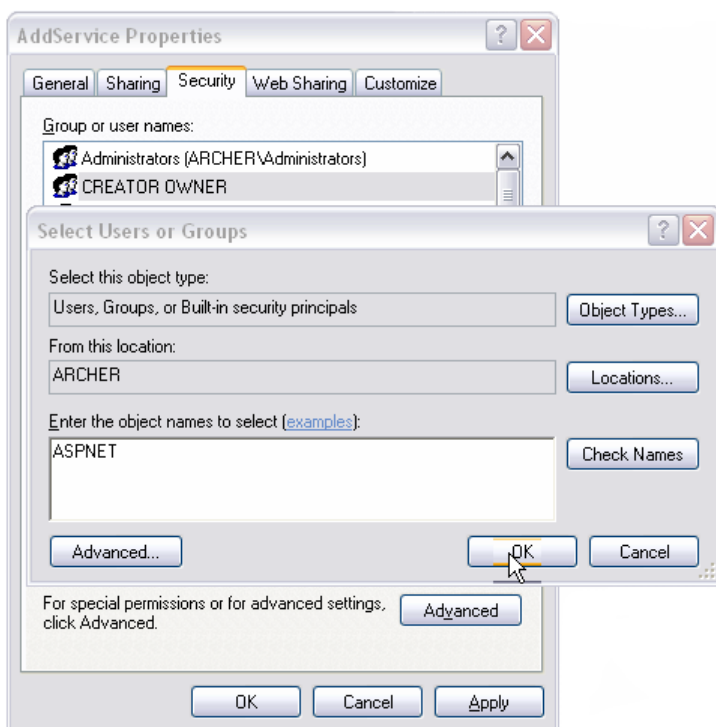 AddService Properties
General Sharing Security Web Sharing Customize
Group or user names:
Administrators (ARCHER\Administrators)
CREATOR OWNER
Select Users or Groups
Select this object type:
Users, Groups, or Built-in security principals
Object Types...
From this location:
ARCHER
Locations...
Enter the object names to select (examples):
ASPNET
Check Names
Advanced...
OK
Cancel
For special permissions or for advanced settings,
click Advanced.
Advanced
OK
Cancel
Apply